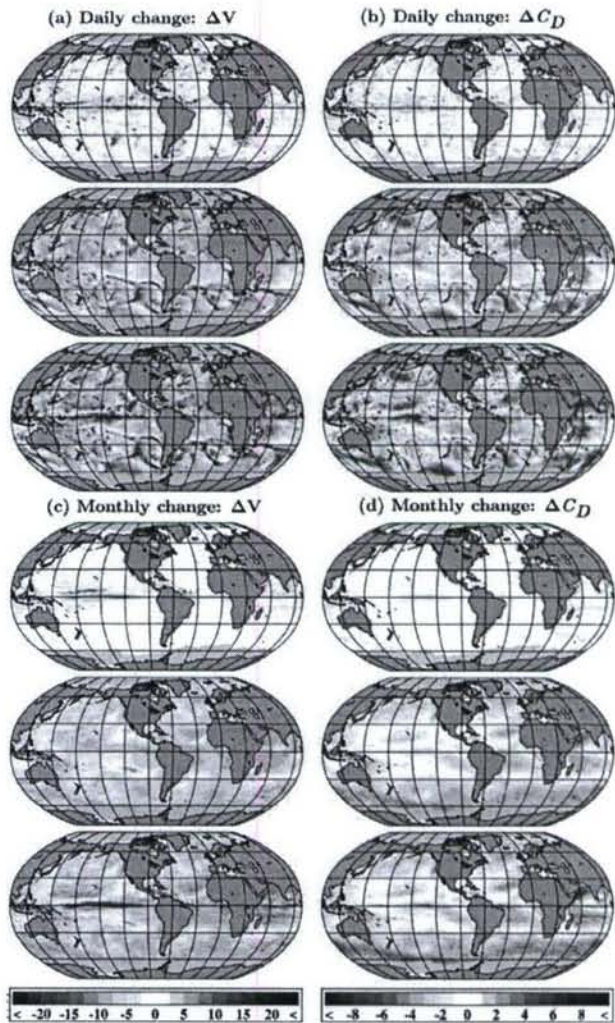 (a) Daily change: ΔV
(b) Daily change: ΔC_D
(c) Monthly change: ΔV
(d) Monthly change: ΔC_D
< -20 -15 -10 -5 0 5 10 15 20 <
< -8 -6 -4 -2 0 2 4 6 8 <